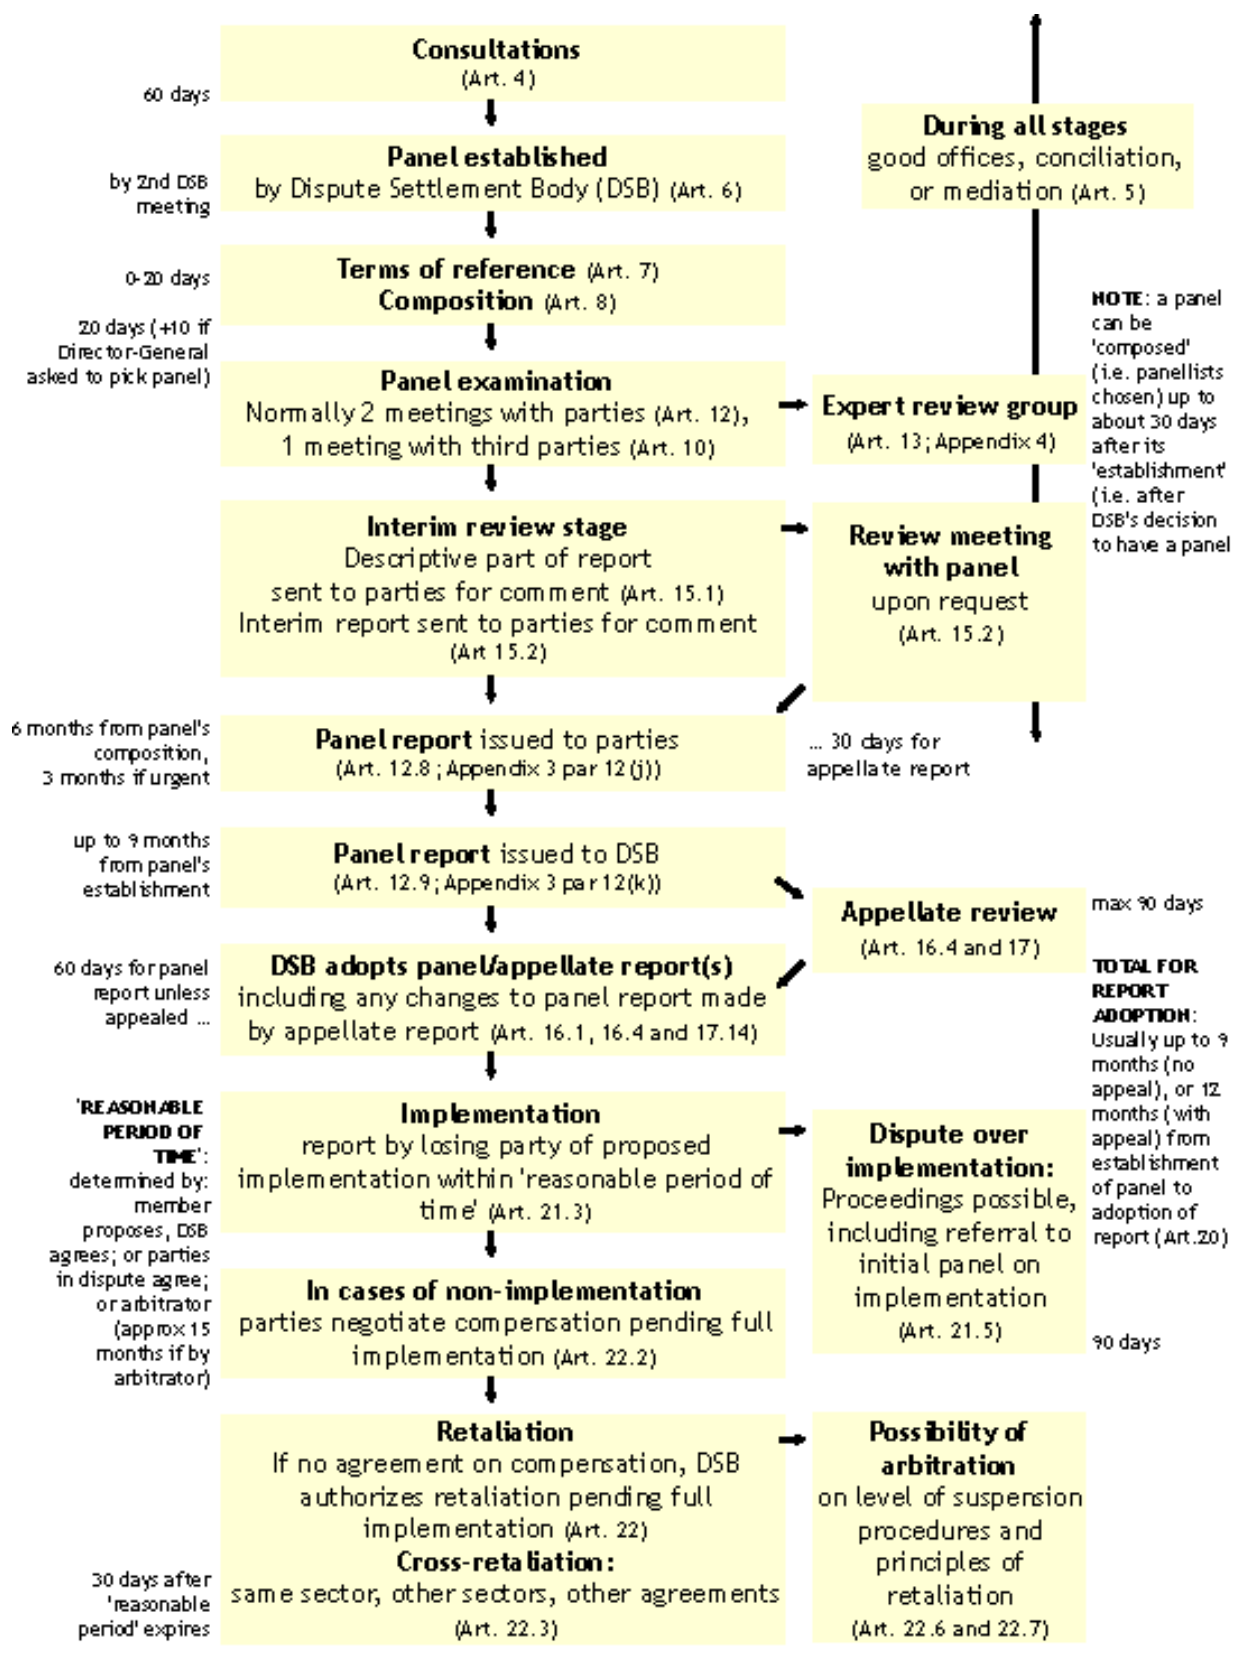 Consultations
(Art. 4)
60 days
Panel established
by Dispute Settlement Body (DSB) (Art. 6)
by 2nd DSB
meeting
During all stages
good offices, conciliation,
or mediation (Art. 5)
0-20 days
Terms of reference (Art. 7)
Composition (Art. 8)
20 days (+10 if
Director-General
asked to pick panel)
Panel examination
Normally 2 meetings with parties (Art. 12),
1 meeting with third parties (Art. 10)
Expert review group
(Art. 13; Appendix 4)
NOTE: a panel
can be
'composed'
(i.e. panellists
chosen) up to
about 30 days
after its
'establishment'
(i.e. after
DSB's decision
to have a panel
Interim review stage
Descriptive part of report
sent to parties for comment (Art. 15.1)
Interim report sent to parties for comment
(Art 15.2)
Review meeting
with panel
upon request
(Art. 15.2)
6 months from panel's
composition,
3 months if urgent
Panel report issued to parties
(Art. 12.8; Appendix 3 par 12(j))
... 30 days for
appellate report
up to 9 months
from panel's
establishment
Panel report issued to DSB
(Art. 12.9; Appendix 3 par 12(k))
Appellate review
(Art. 16.4 and 17)
max 90 days
60 days for panel
report unless
appealed ...
DSB adopts panel/appellate report(s)
including any changes to panel report made
by appellate report (Art. 16.1, 16.4 and 17.14)
TOTAL FOR
REPORT
ADOPTION:
Usually up to 9
months (no
appeal), or 12
months (with
appeal) from
establishment
of panel to
adoption of
report (Art.20)
'REASONABLE
PERIOD OF
TIME':
determined by:
member
proposes, DSB
agrees; or parties
in dispute agree;
or arbitrator
(approx 15
months if by
arbitrator)
Implementation
report by losing party of proposed
implementation within 'reasonable period of
time' (Art. 21.3)
Dispute over
implementation:
Proceedings possible,
including referral to
initial panel on
implementation
(Art. 21.5)
90 days
In cases of non-implementation
parties negotiate compensation pending full
implementation (Art. 22.2)
Retaliation
If no agreement on compensation, DSB
authorizes retaliation pending full
implementation (Art. 22)
Cross-retaliation:
same sector, other sectors, other agreements
(Art. 22.3)
30 days after
'reasonable
period' expires
Possibility of
arbitration
on level of suspension
procedures and
principles of
retaliation
(Art. 22.6 and 22.7)